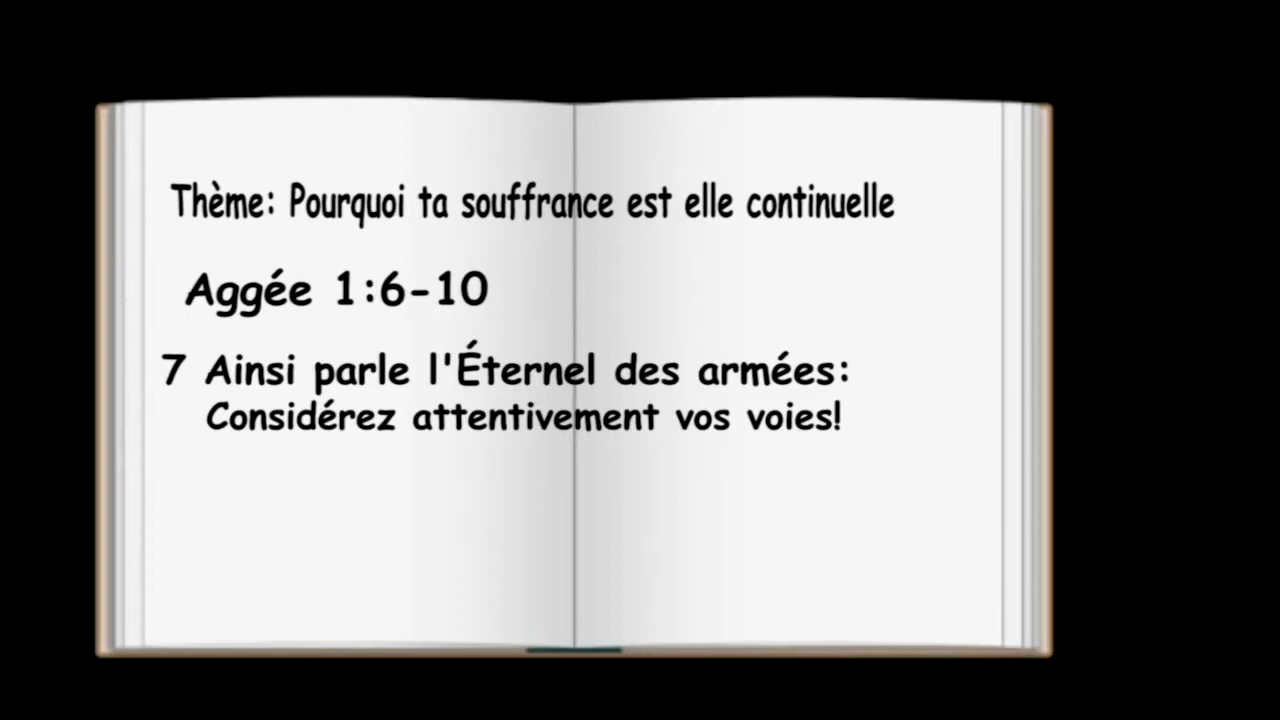 Thème: Pourquoi ta souffrance est elle continuelle
Aggée 1:6-10
7 Ainsi parle l'Éternel des armées:
Considérez attentivement vos voies!